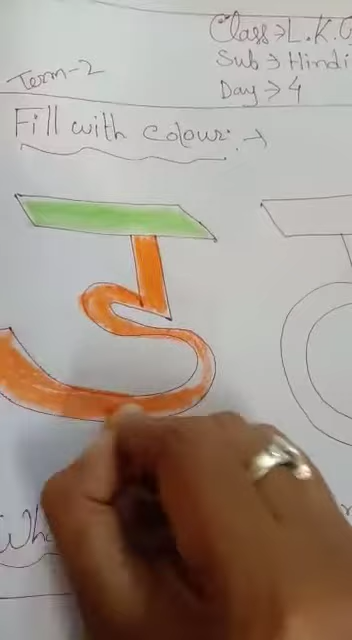 Class → L.K.G
Sub → Hindi
Term-2
Day → 4
Fill with colour: →
ड